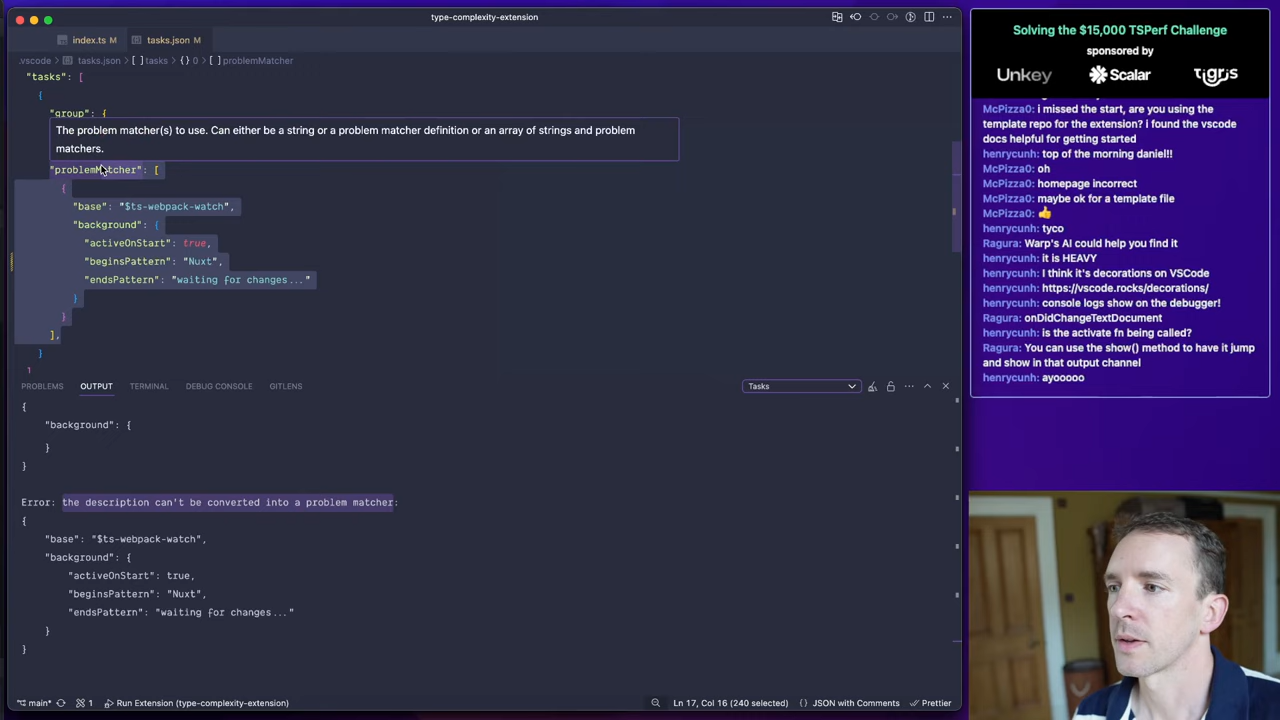 type-complexity-extension
index.ts M
tasks.json M
.vscode > tasks.json > [ ] tasks > {} 0 > [ ] problemMatcher
"tasks": [
{
"group": {
The problem matcher(s) to use. Can either be a string or a problem matcher definition or an array of strings and problem
matchers.
"problemMatcher": [
{
"base": "$ts-webpack-watch",
"background": {
"activeOnStart": true,
"beginsPattern": "Nuxt",
"endsPattern": "waiting for changes..."
}
}
],
}
1
PROBLEMS OUTPUT TERMINAL DEBUG CONSOLE GITLENS
Tasks
{
"background": {
}
}
Error: the description can't be converted into a problem matcher:
{
"base": "$ts-webpack-watch",
"background": {
"activeOnStart": true,
"beginsPattern": "Nuxt",
"endsPattern": "waiting for changes..."
}
}
main* 1 Run Extension (type-complexity-extension) Ln 17, Col 16 (240 selected) {} JSON with Comments Prettier
Solving the $15,000 TSPerf Challenge
sponsored by
Unkey Scalar tigris
McPizza0: i missed the start, are you using the
template repo for the extension? i found the vscode
docs helpful for getting started
henrycunh: top of the morning daniel!!
McPizza0: oh
McPizza0: homepage incorrect
McPizza0: maybe ok for a template file
McPizza0: 👍
henrycunh: tyco
Ragura: Warp's AI could help you find it
henrycunh: it is HEAVY
henrycunh: I think it's decorations on VSCode
henrycunh: https://vscode.rocks/decorations/
henrycunh: console logs show on the debugger!
Ragura: onDidChangeTextDocument
henrycunh: is the activate fn being called?
Ragura: You can use the show() method to have it jump
and show in that output channel
henrycunh: ayooooo